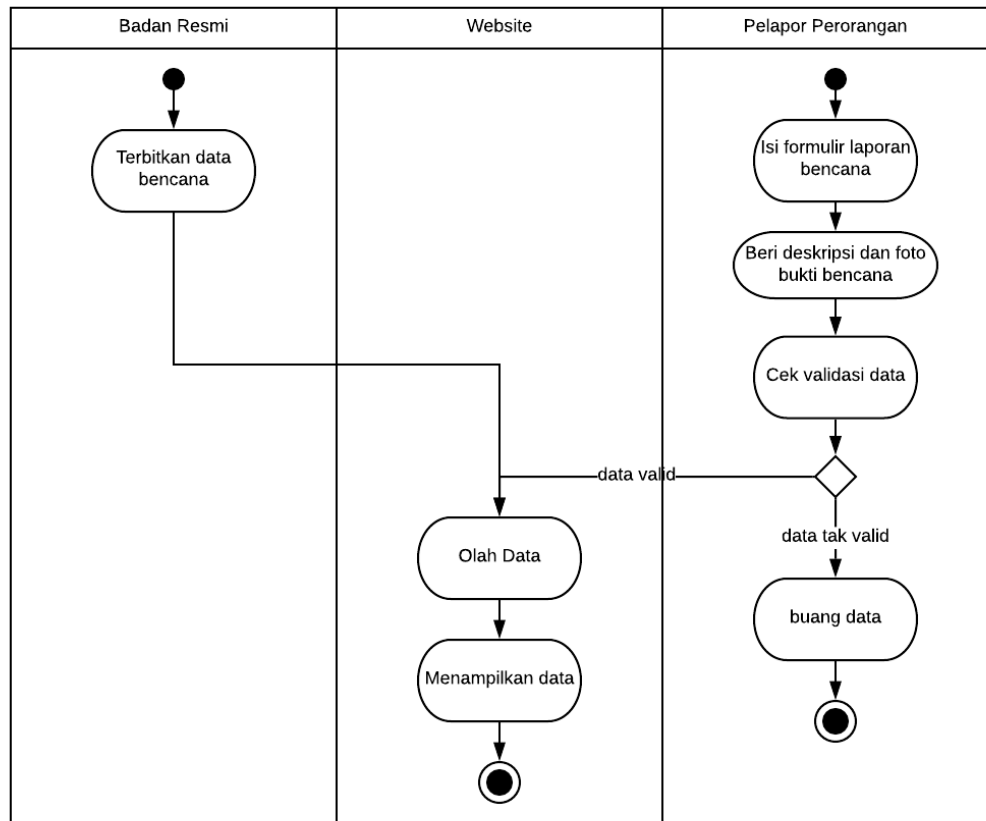 Badan Resmi
Website
Pelapor Perorangan
Terbitkan data
bencana
Isi formulir laporan
bencana
Beri deskripsi dan foto
bukti bencana
Cek validasi data
data valid
data tak valid
Olah Data
buang data
Menampilkan data